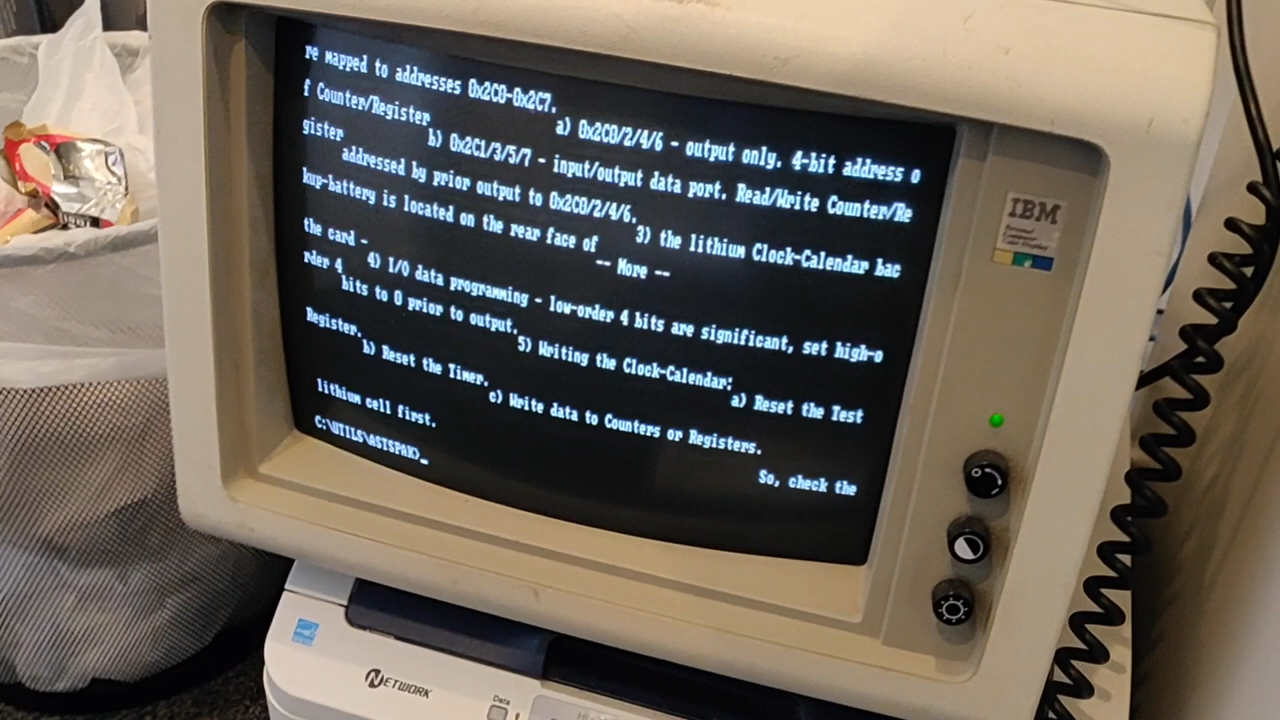 re mapped to addresses 0x2C0-0x2C7.
a) 0x2C0/2/4/6 - output only. 4-bit address o
f Counter/Register
b) 0x2C1/3/5/7 - input/output data port. Read/Write Counter/Re
gister
addressed by prior output to 0x2C0/2/4/6.
3) the lithium Clock-Calendar bac
kup-battery is located on the rear face of
-- More --
the card -
4) I/O data programming - low-order 4 bits are significant, set high-o
rder 4
bits to 0 prior to output.
5) Writing the Clock-Calendar:
a) Reset the Test
Register.
b) Reset the Timer.
c) Write data to Counters or Registers.
So, check the
lithium cell first.
C:\UTILS\ASTSPAK>_
IBM
Personal
Computer
Color Display
NETWORK
Data